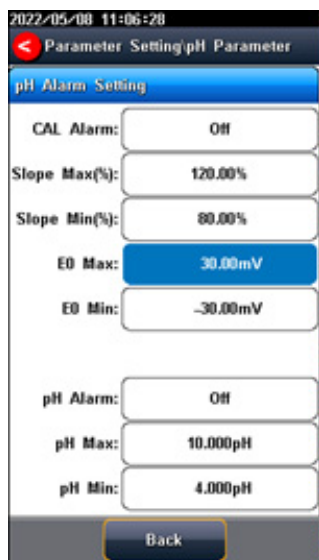 2022/05/08 11:06:28
< Parameter Setting\pH Parameter
pH Alarm Setting
CAL Alarm: Off
Slope Max(%): 120.00%
Slope Min(%): 80.00%
E0 Max: 30.00mV
E0 Min: -30.00mV
pH Alarm: Off
pH Max: 10.000pH
pH Min: 4.000pH
Back